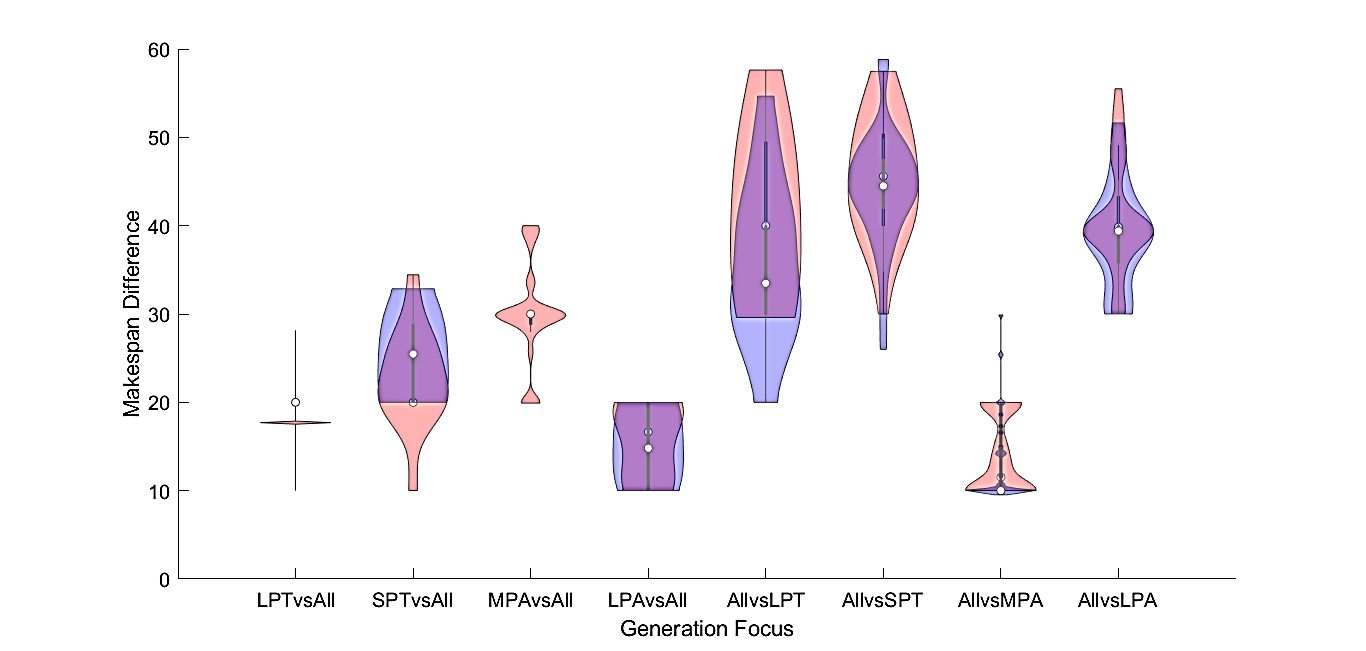 60
50
40
30
20
10
0
Makespan Difference
LPTvsAll SPTvsAll MPAvsAll LPAvsAll AllvsLPT AllvsSPT AllvsMPA AllvsLPA
Generation Focus